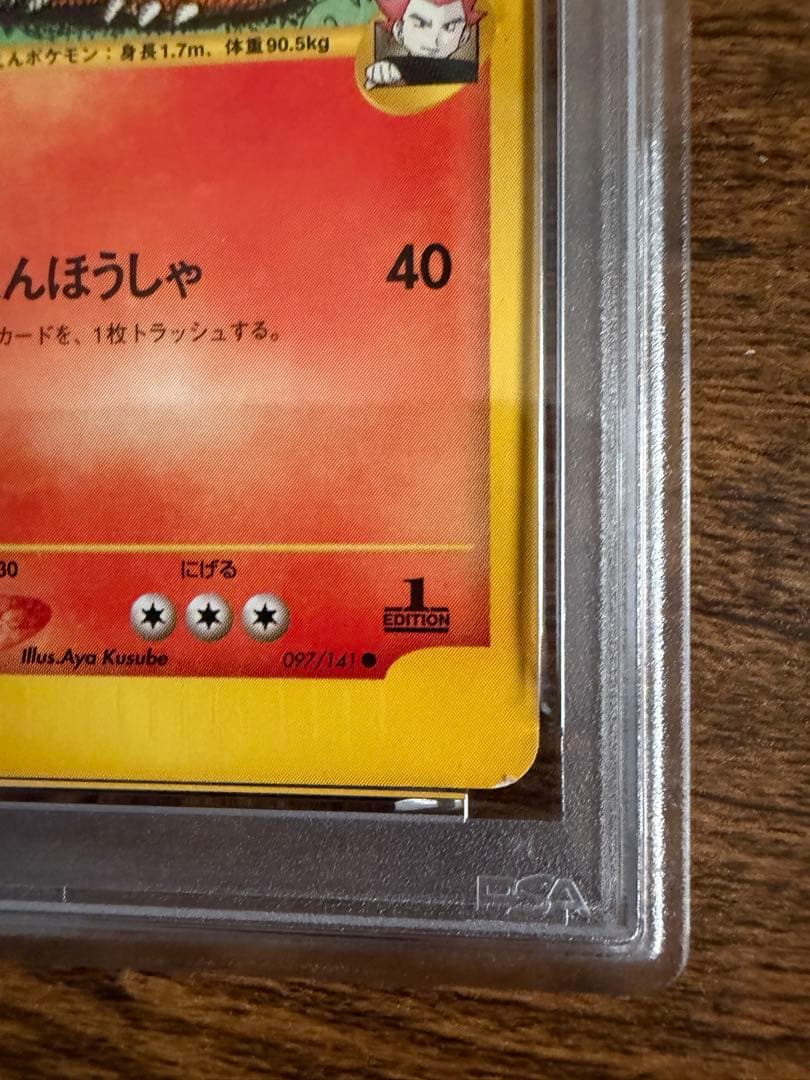 んポケモン：身長1.7m、体重90.5kg
んほうしゃ 40
カードを、1枚トラッシュする。
30 にげる
1
EDITION
Illus.Aya Kusube 097/141●
PSA